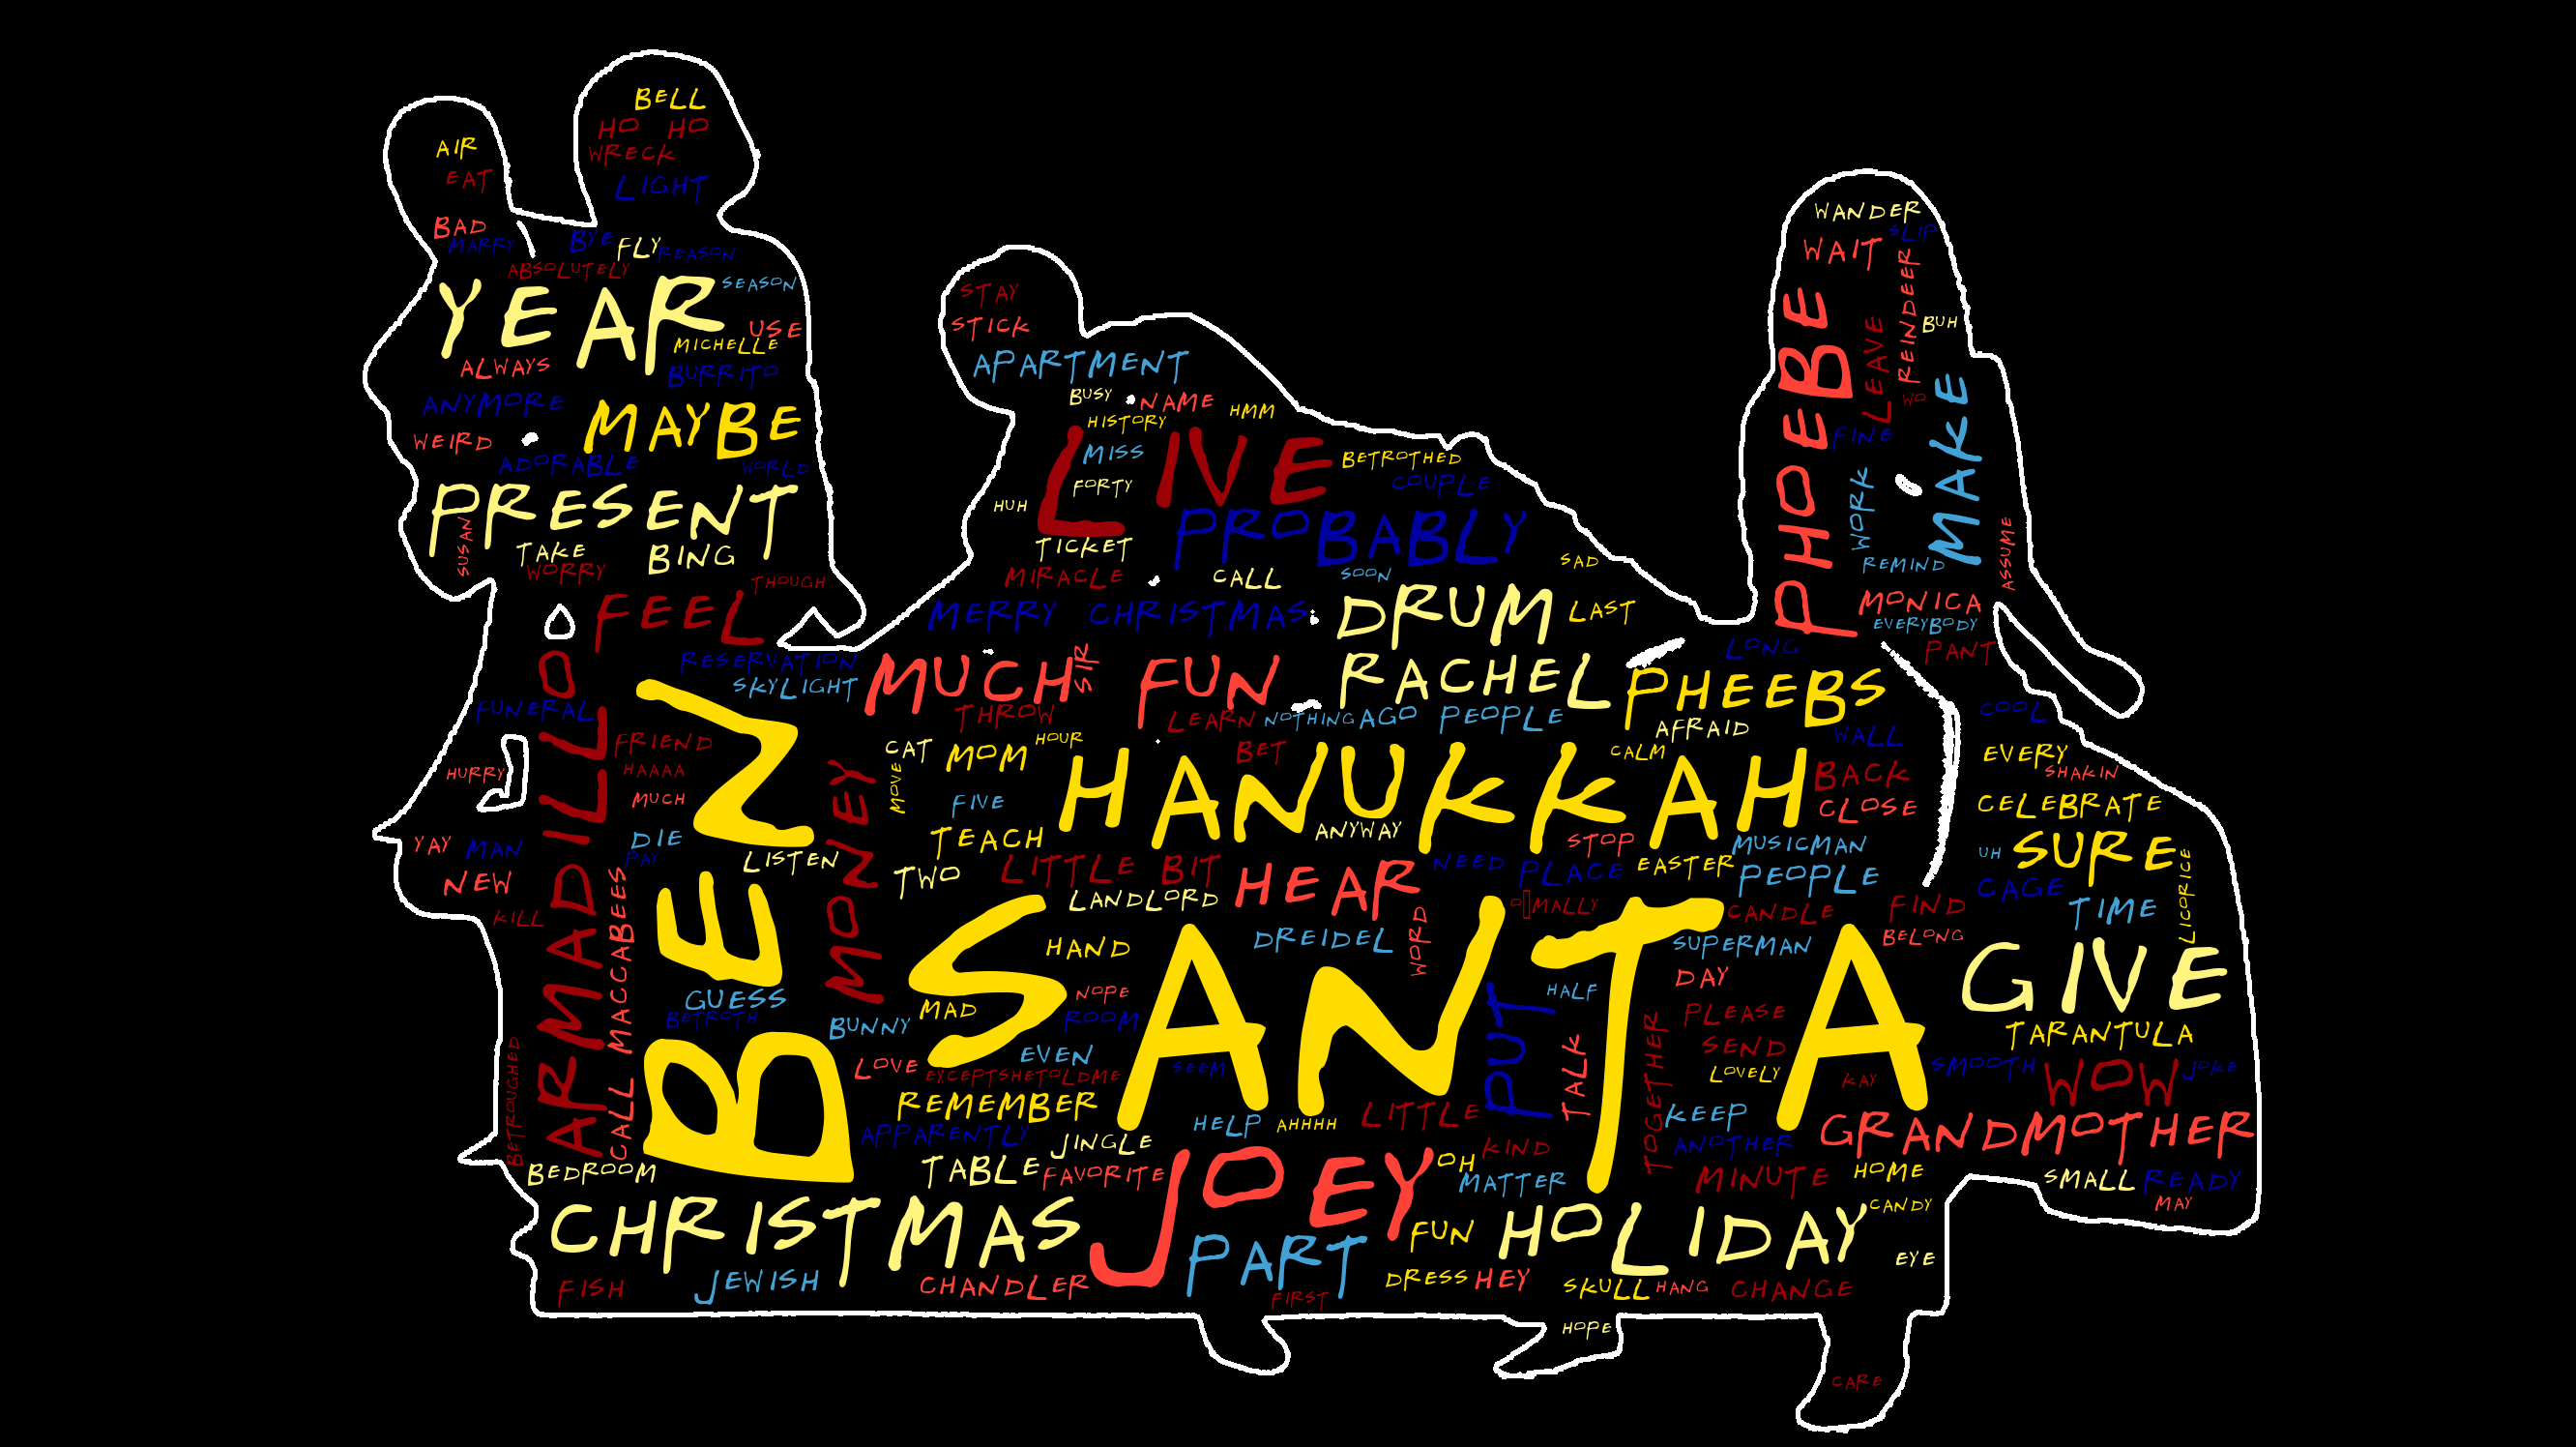 BELL
HO HO
WRECK
LIGHT
AIR
EAT
BAD
MARRY
BYE
FLY
REASON
ABSOLUTELY
YEAR
SEASON
USE
MICHELLE
ALWAYS
BURRITO
ANYMORE
MAYBE
WEIRD
ADORABLE
WORLD
PRESENT
SUSAN
TAKE
BING
WORRY
THOUGH
FEEL
WANDER
SLIP
WAIT
REINDEER
BUH
PHOEBE
LEAVE
WO
MAKE
FINE
WORK
REMIND
ASSUME
MONICA
EVERYBODY
PANT
LONG
STAY
STICK
APARTMENT
BUSY
NAME
HISTORY
HMM
LIVE
MISS
FORTY
BETROTHED
COUPLE
HUH
PROBABLY
TICKET
MIRACLE
CALL
SOON
SAD
MERRY CHRISTMAS
DRUM
LAST
RESERVATION
SKYLIGHT
MUCH
SIR
FUN
RACHEL
PHEEBS
THROW
LEARN
NOTHING
AGO
PEOPLE
AFRAID
FUNERAL
ARMADILLO
FRIEND
HAAAA
MUCH
HURRY
BEN
MONEY
CAT
MOM
HOUR
MOVE
BET
CALM
WALL
COOL
EVERY
SHAKIN
HANUKKAH
BACK
CLOSE
CELEBRATE
FIVE
ANYWAY
YAY
MAN
DIE
PAY
LISTEN
TEACH
STOP
MUSICMAN
UH
SURE
LICORICE
NEW
KILL
CALL MACCABEES
TWO
LITTLE BIT
HEAR
NEED
PLACE
EASTER
PEOPLE
CAGE
LANDLORD
O▯MALLY
CANDLE
FIND
TIME
SANTA
HAND
DREIDEL
WORD
SUPERMAN
BELONG
GIVE
DAY
GUESS
BETROTH
BUNNY
MAD
NOPE
ROOM
PUT
HALF
PLEASE
TARANTULA
LOVE
EVEN
EXCEPTSHETOLDME
SEEM
TALK
TOGETHER
SEND
LOVELY
KAY
SMOOTH
WOW
JOKE
BETROUGHED
REMEMBER
HELP
AHHHH
LITTLE
KEEP
GRANDMOTHER
APPARENTLY
JINGLE
KIND
ANOTHER
BEDROOM
TABLE
FAVORITE
JOEY
OH
MATTER
MINUTE
HOME
SMALL
READY
MAY
CHRISTMAS
PART
FUN
HOLIDAY
CANDY
EYE
FISH
JEWISH
CHANDLER
FIRST
DRESS
HEY
SKULL
HANG
CHANGE
HOPE
CARE